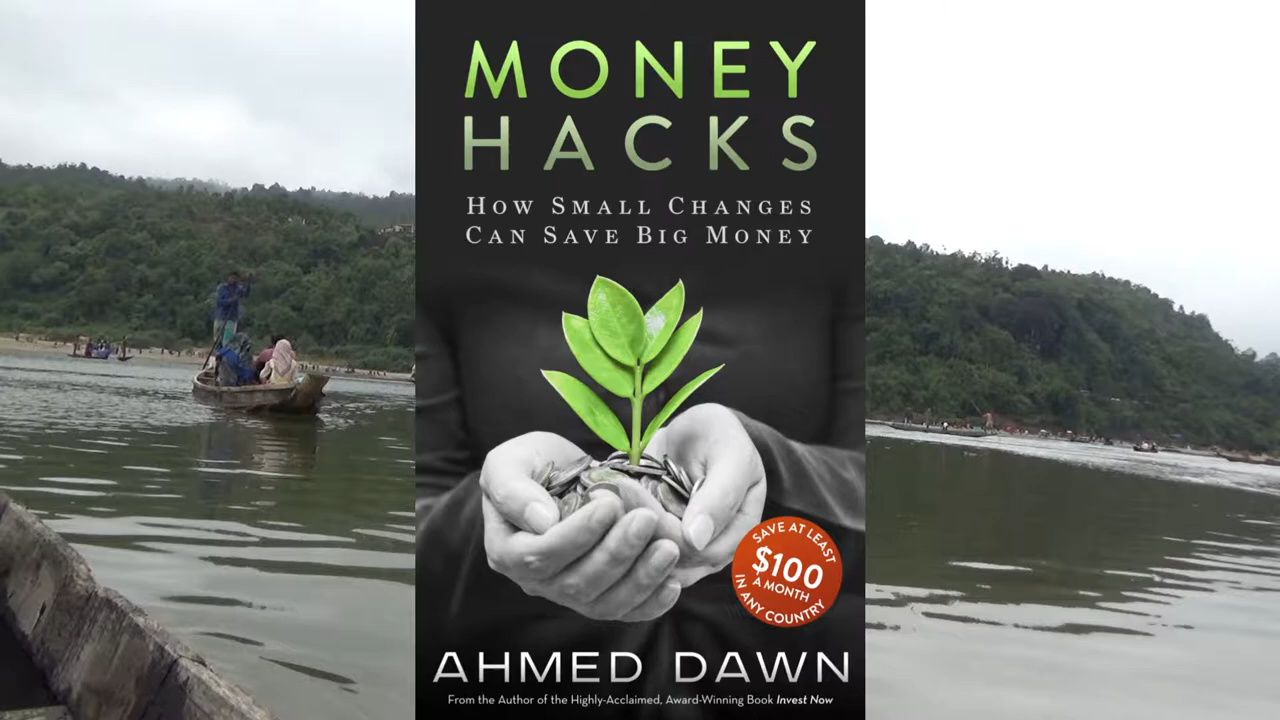 MONEY
HACKS
How Small Changes
Can Save Big Money
SAVE AT LEAST
$100
A MONTH
IN ANY COUNTRY
AHMED DAWN
From the Author of the Highly-Acclaimed, Award-Winning Book Invest Now